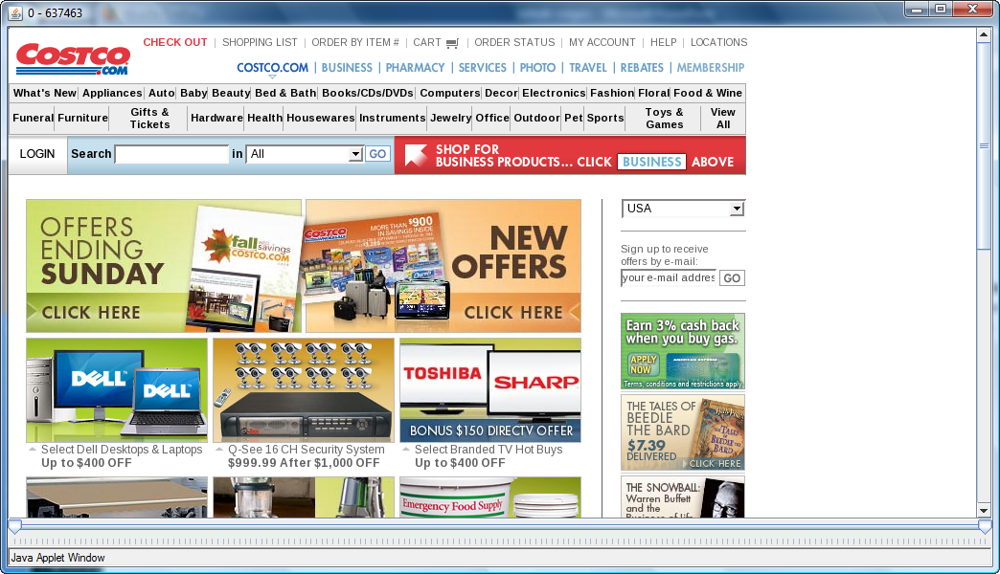 0 - 637463
COSTCO
.COM
CHECK OUT | SHOPPING LIST | ORDER BY ITEM # | CART | ORDER STATUS | MY ACCOUNT | HELP | LOCATIONS
COSTCO.COM | BUSINESS | PHARMACY | SERVICES | PHOTO | TRAVEL | REBATES | MEMBERSHIP
What's New Appliances Auto Baby Beauty Bed & Bath Books/CDs/DVDs Computers Decor Electronics Fashion Floral Food & Wine
Funeral Furniture Gifts & Tickets Hardware Health Housewares Instruments Jewelry Office Outdoor Pet Sports Toys & Games View All
LOGIN Search in All GO
SHOP FOR
BUSINESS PRODUCTS... CLICK BUSINESS ABOVE
OFFERS
ENDING
SUNDAY
CLICK HERE
fall
savings
COSTCO.COM
COSTCO
MORE THAN $900
IN SAVINGS INSIDE
NEW
OFFERS
CLICK HERE
USA
Sign up to receive
offers by e-mail:
your e-mail addres GO
DELL DELL
Select Dell Desktops & Laptops
Up to $400 OFF
Q-See 16 CH Security System
$999.99 After $1,000 OFF
TOSHIBA SHARP
BONUS $150 DIRECTV OFFER
Select Branded TV Hot Buys
Up to $400 OFF
Earn 3% cash back
when you buy gas.
APPLY
NOW
AMERICAN EXPRESS
Terms, conditions and restrictions apply.
THE TALES OF
BEEDLE
THE BARD
$7.39
DELIVERED
CLICK HERE
Emergency Food Supply
THE SNOWBALL:
Warren Buffett
and the
Business of Life
Java Applet Window